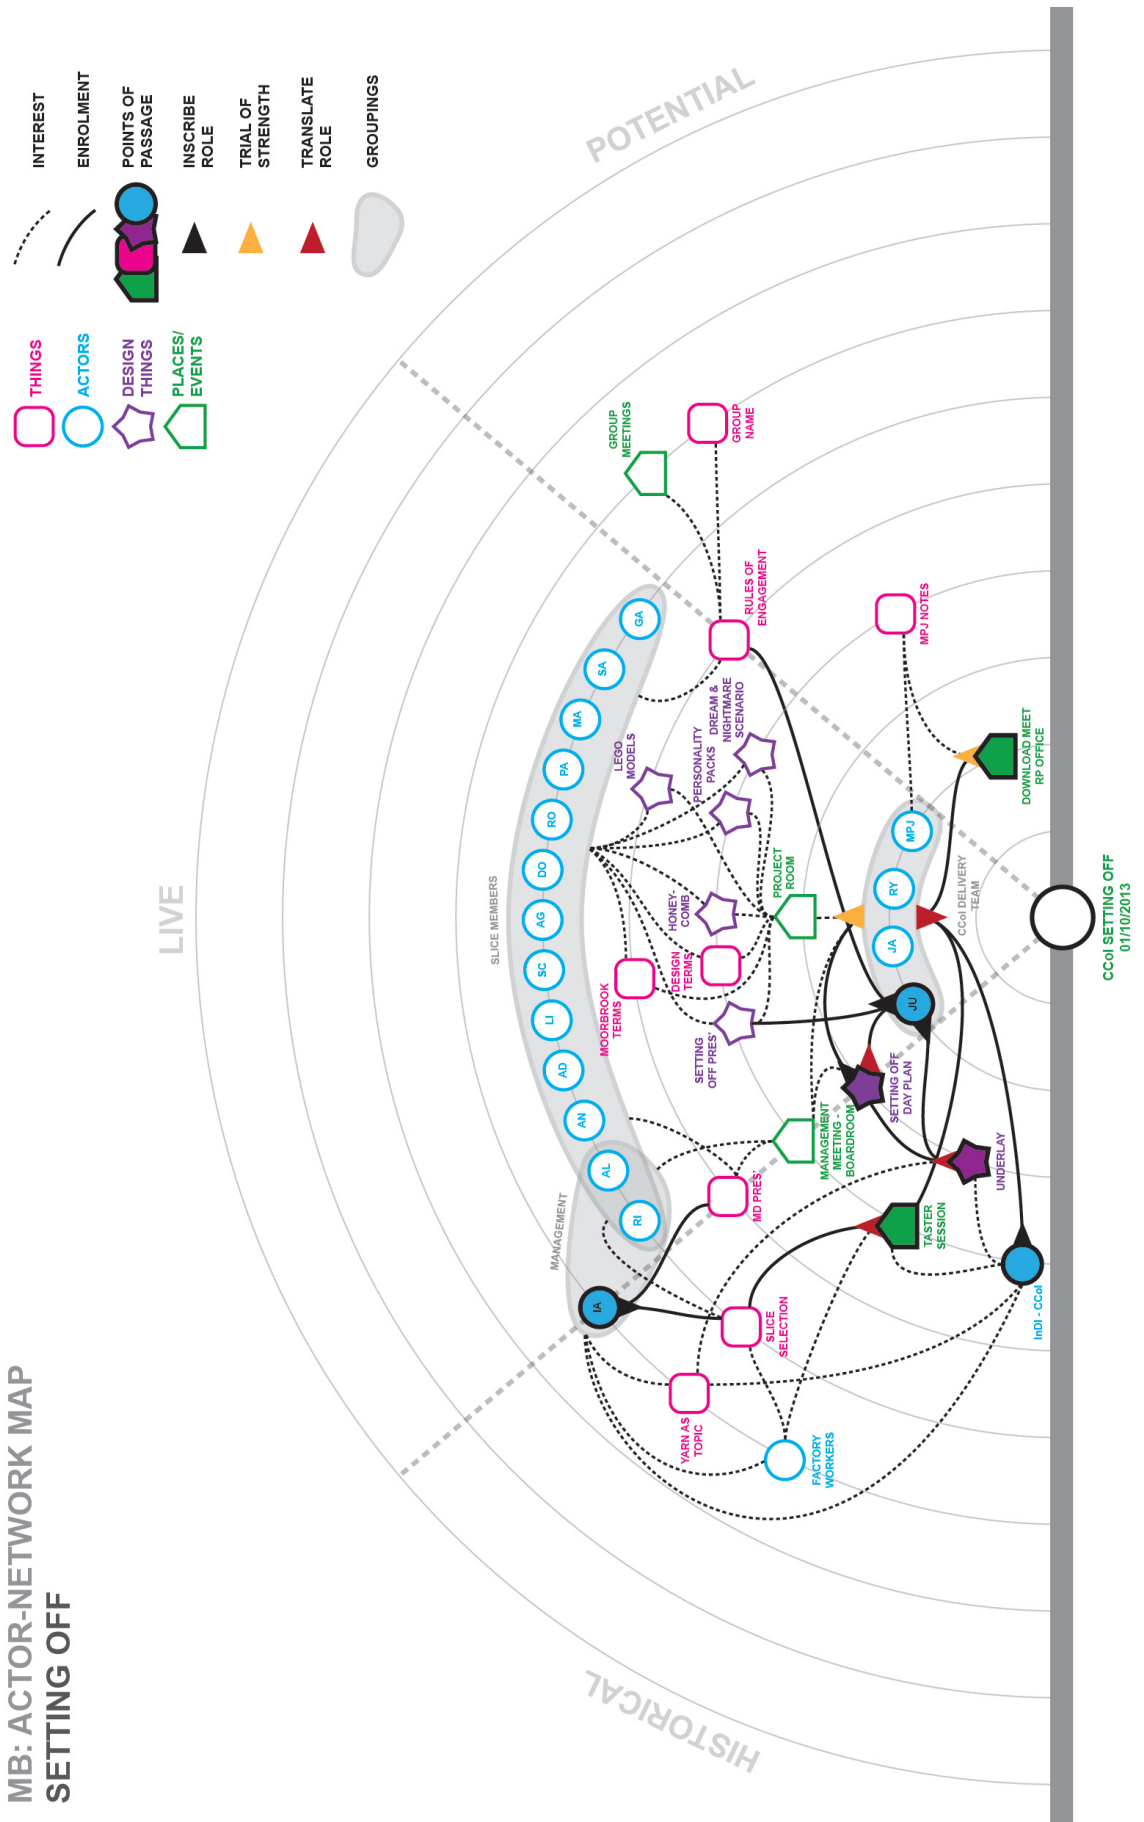 MB: ACTOR-NETWORK MAP
SETTING OFF
THINGS
ACTORS
DESIGN
THINGS
PLACES/
EVENTS
INTEREST
ENROLMENT
POINTS OF
PASSAGE
INSCRIBE
ROLE
TRIAL OF
STRENGTH
TRANSLATE
ROLE
GROUPINGS
HISTORICAL
LIVE
POTENTIAL
SLICE MEMBERS
MANAGEMENT
IA
RI
AL
AN
AD
LI
SC
AG
DO
RO
PA
MA
SA
GA
GROUP
MEETINGS
GROUP
NAME
RULES OF
ENGAGEMENT
LEGO
MODELS
PERSONALITY
PACKS
DREAM &
NIGHTMARE
SCENARIO
HONEY-
COMB
MOORBROOK
TERMS
DESIGN
TERMS
SETTING
OFF PRES'
PROJECT
ROOM
MD PRES'
MANAGEMENT
MEETING -
BOARDROOM
SLICE
SELECTION
YARN AS
TOPIC
FACTORY
WORKERS
SETTING OFF
DAY PLAN
JU
JA
RY
MPJ
CCoI DELIVERY
TEAM
MPJ NOTES
DOWNLOAD MEET
RP OFFICE
TASTER
SESSION
UNDERLAY
InDI - CCoI
CCoI SETTING OFF
01/10/2013